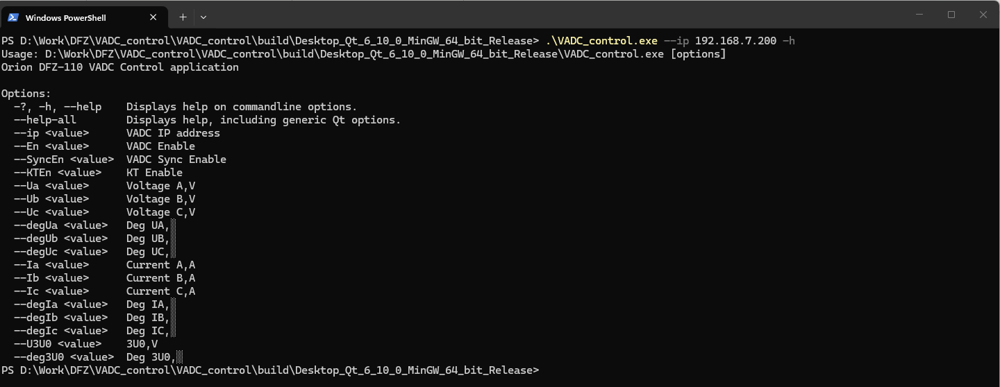 Windows PowerShell
PS D:\Work\DFZ\VADC_control\VADC_control\build\Desktop_Qt_6_10_0_MinGW_64_bit_Release> .\VADC_control.exe --ip 192.168.7.200 -h
Usage: D:\Work\DFZ\VADC_control\VADC_control\build\Desktop_Qt_6_10_0_MinGW_64_bit_Release\VADC_control.exe [options]
Orion DFZ-110 VADC Control application
Options:
-?, -h, --help Displays help on commandline options.
--help-all Displays help, including generic Qt options.
--ip <value> VADC IP address
--En <value> VADC Enable
--SyncEn <value> VADC Sync Enable
--KTEn <value> KT Enable
--Ua <value> Voltage A,V
--Ub <value> Voltage B,V
--Uc <value> Voltage C,V
--degUa <value> Deg UA,░
--degUb <value> Deg UB,░
--degUc <value> Deg UC,░
--Ia <value> Current A,A
--Ib <value> Current B,A
--Ic <value> Current C,A
--degIa <value> Deg IA,░
--degIb <value> Deg IB,░
--degIc <value> Deg IC,░
--U3U0 <value> 3U0,V
--deg3U0 <value> Deg 3U0,░
PS D:\Work\DFZ\VADC_control\VADC_control\build\Desktop_Qt_6_10_0_MinGW_64_bit_Release>